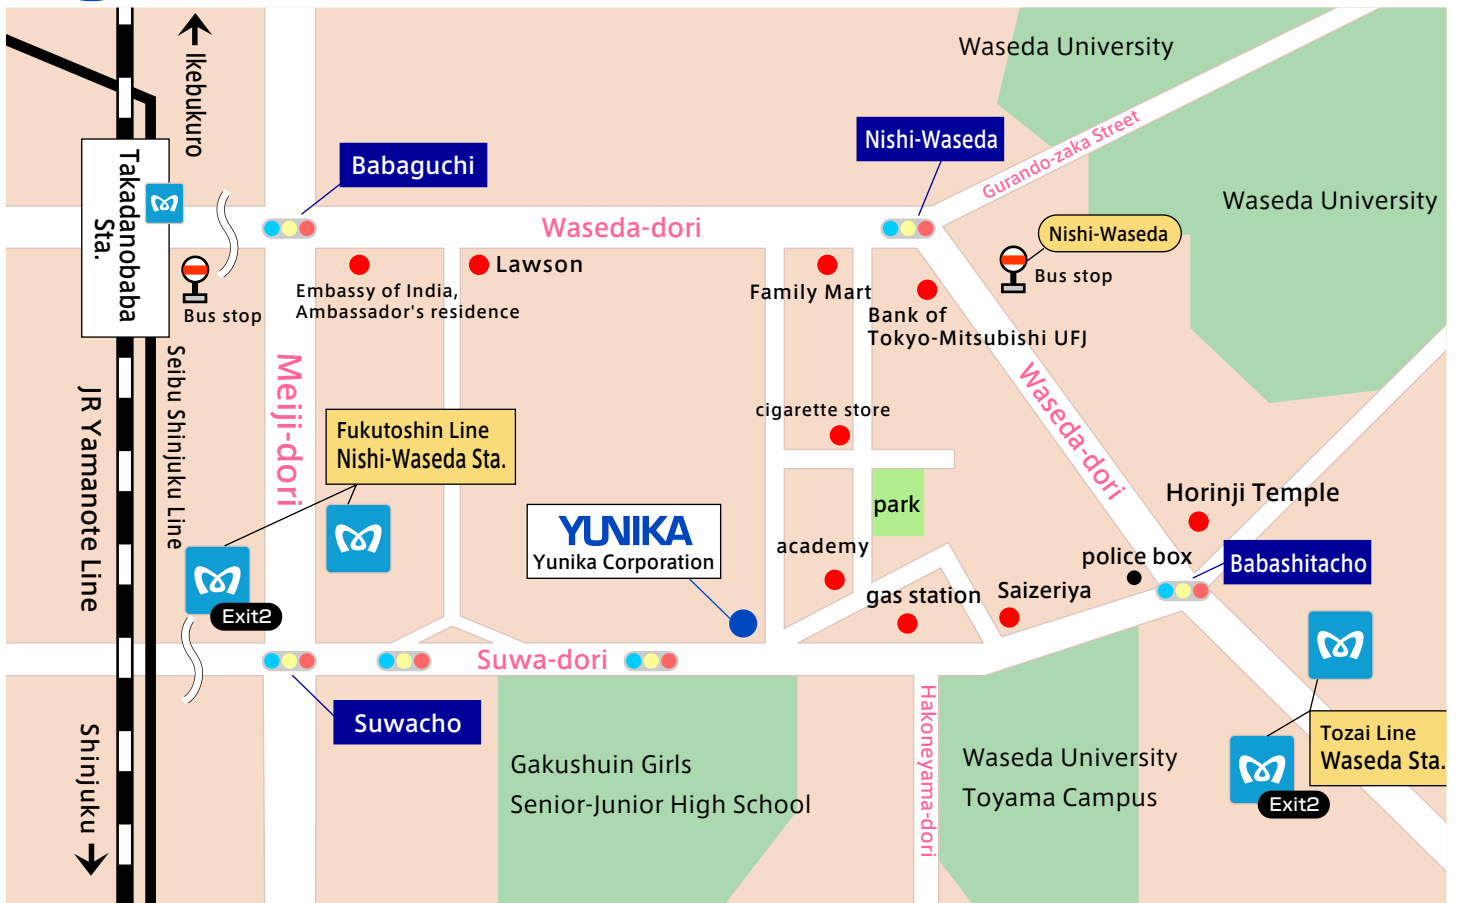 Ikebukuro
Takadanobaba
Sta.
Bus stop
JR Yamanote Line
Seibu Shinjuku Line
Shinjuku
Babaguchi
Waseda-dori
Embassy of India,
Ambassador's residence
Lawson
Meiji-dori
Fukutoshin Line
Nishi-Waseda Sta.
Exit2
Suwacho
Suwa-dori
YUNIKA
Yunika Corporation
Gakushuin Girls
Senior-Junior High School
Waseda University
Nishi-Waseda
Gurando-zaka Street
Waseda University
Nishi-Waseda
Bus stop
Family Mart
Bank of
Tokyo-Mitsubishi UFJ
cigarette store
Waseda-dori
park
academy
gas station
Saizeriya
police box
Horinji Temple
Babashitacho
Hakoneyama-dori
Waseda University
Toyama Campus
Tozai Line
Waseda Sta.
Exit2